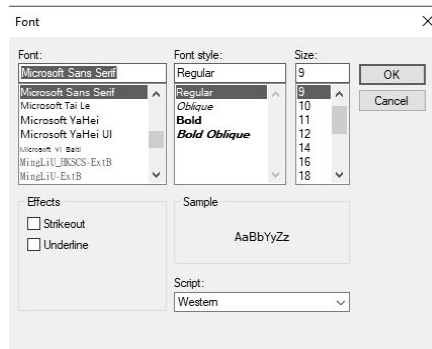 Font
Font: Font style: Size:
Microsoft Sans Serif Regular 9 OK
Microsoft Sans Serif Regular 9 Cancel
Microsoft Tai Le Oblique 10
Microsoft YaHei Bold 11
Microsoft YaHei UI Bold Oblique 12
Microsoft Yi Baiti 14
MingLiU_HKSCS-ExtB 16
MingLiU-ExtB 18
Effects Sample
Strikeout
Underline
AaBbYyZz
Script:
Western